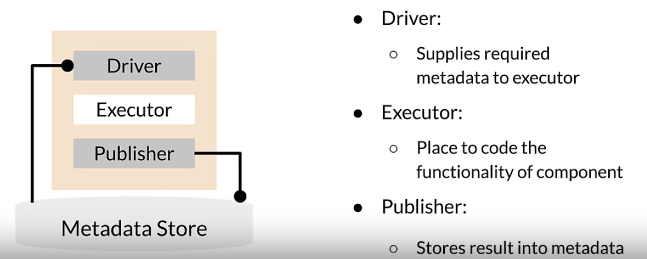 Driver
Executor
Publisher
Metadata Store
● Driver:
○ Supplies required
metadata to executor
● Executor:
○ Place to code the
functionality of component
● Publisher:
○ Stores result into metadata